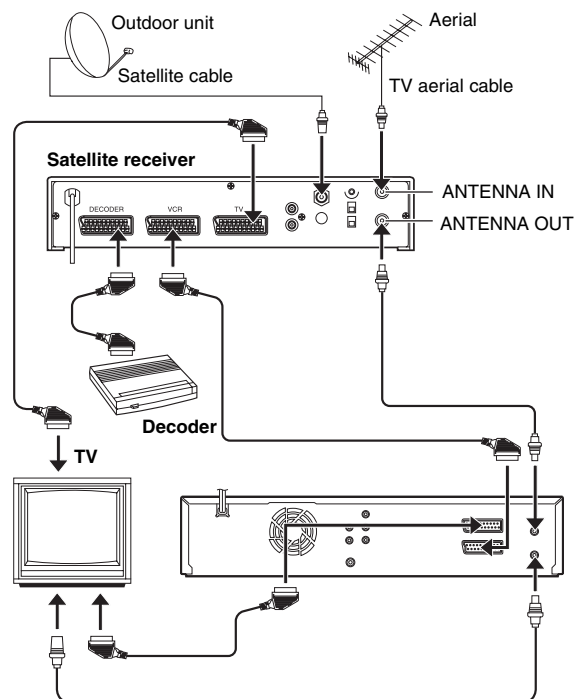 Outdoor unit
Aerial
Satellite cable
TV aerial cable
Satellite receiver
DECODER
VCR
TV
ANTENNA IN
ANTENNA OUT
Decoder
TV